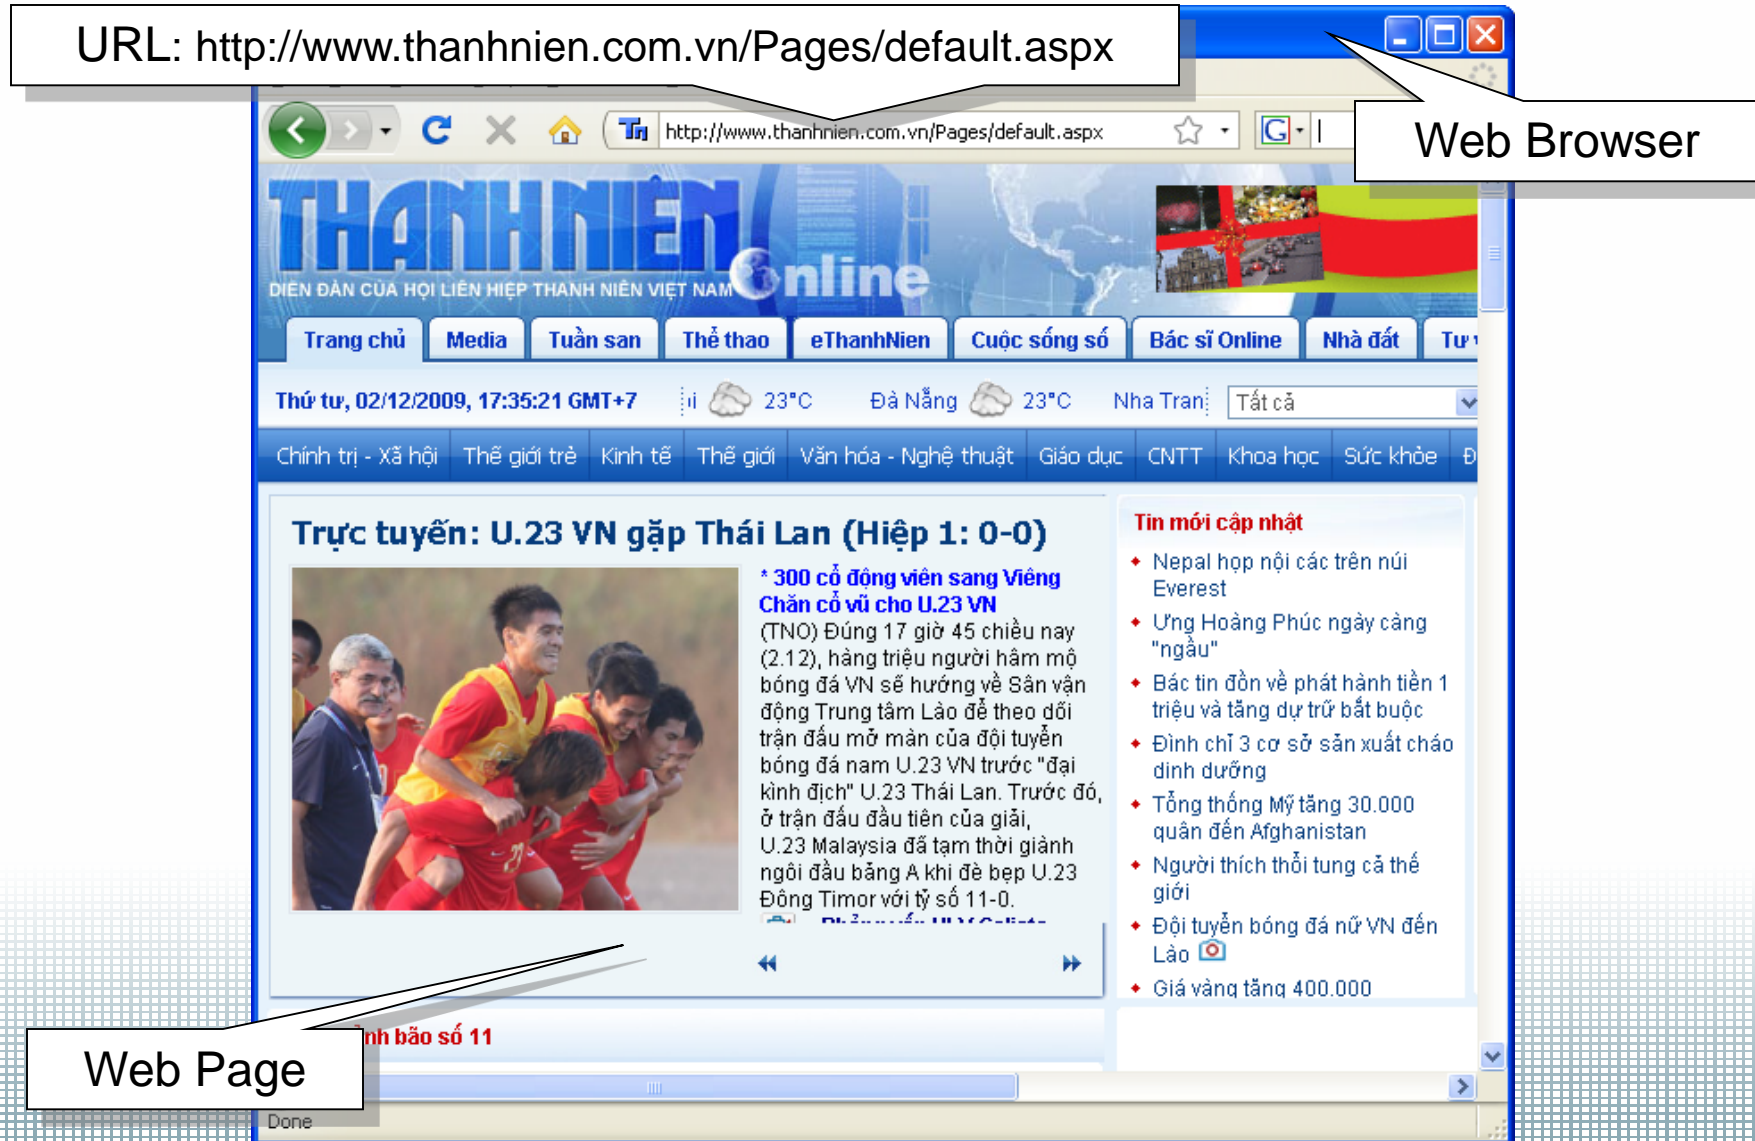 URL: http://www.thanhnien.com.vn/Pages/default.aspx
http://www.thanhnien.com.vn/Pages/default.aspx
G
Web Browser
THANH NIÊN
Online
DIỄN ĐÀN CỦA HỘI LIÊN HIỆP THANH NIÊN VIỆT NAM
Trang chủ Media Tuần san Thể thao eThanhNien Cuộc sống số Bác sĩ Online Nhà đất Tư
Thứ tư, 02/12/2009, 17:35:21 GMT+7 23°C Đà Nẵng 23°C Nha Tran Tất cả
Chính trị - Xã hội Thế giới trẻ Kinh tế Thế giới Văn hóa - Nghệ thuật Giáo dục CNTT Khoa học Sức khỏe Đ
Trực tuyến: U.23 VN gặp Thái Lan (Hiệp 1: 0-0)
* 300 cổ động viên sang Viêng
Chăn cổ vũ cho U.23 VN
(TNO) Đúng 17 giờ 45 chiều nay
(2.12), hàng triệu người hâm mộ
bóng đá VN sẽ hướng về Sân vận
động Trung tâm Lào để theo dõi
trận đấu mở màn của đội tuyển
bóng đá nam U.23 VN trước "đại
kình địch" U.23 Thái Lan. Trước đó,
ở trận đấu đầu tiên của giải,
U.23 Malaysia đã tạm thời giành
ngôi đầu bảng A khi đè bẹp U.23
Đông Timor với tỷ số 11-0.
Tin mới cập nhật
Nepal họp nội các trên núi
Everest
Ưng Hoàng Phúc ngày càng
"ngầu"
Bác tin đồn về phát hành tiền 1
triệu và tăng dự trữ bắt buộc
Đình chỉ 3 cơ sở sản xuất cháo
dinh dưỡng
Tổng thống Mỹ tăng 30.000
quân đến Afghanistan
Người thích thổi tung cả thế
giới
Đội tuyển bóng đá nữ VN đến
Lào
Giá vàng tăng 400.000
bão số 11
Web Page
Done